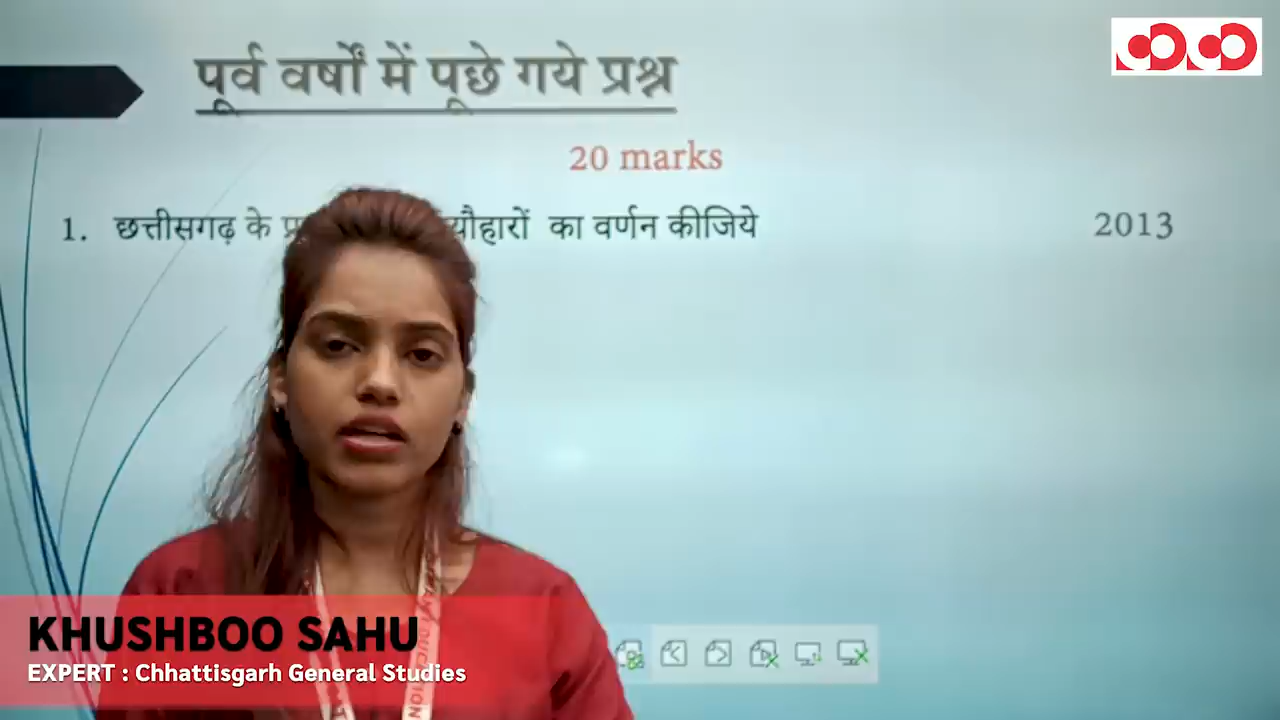 पूर्व वर्षों में पूछे गये प्रश्न
20 marks
1. छत्तीसगढ़ के का वर्णन कीजिये 2013
KHUSHBOO SAHU
EXPERT : Chhattisgarh General Studies